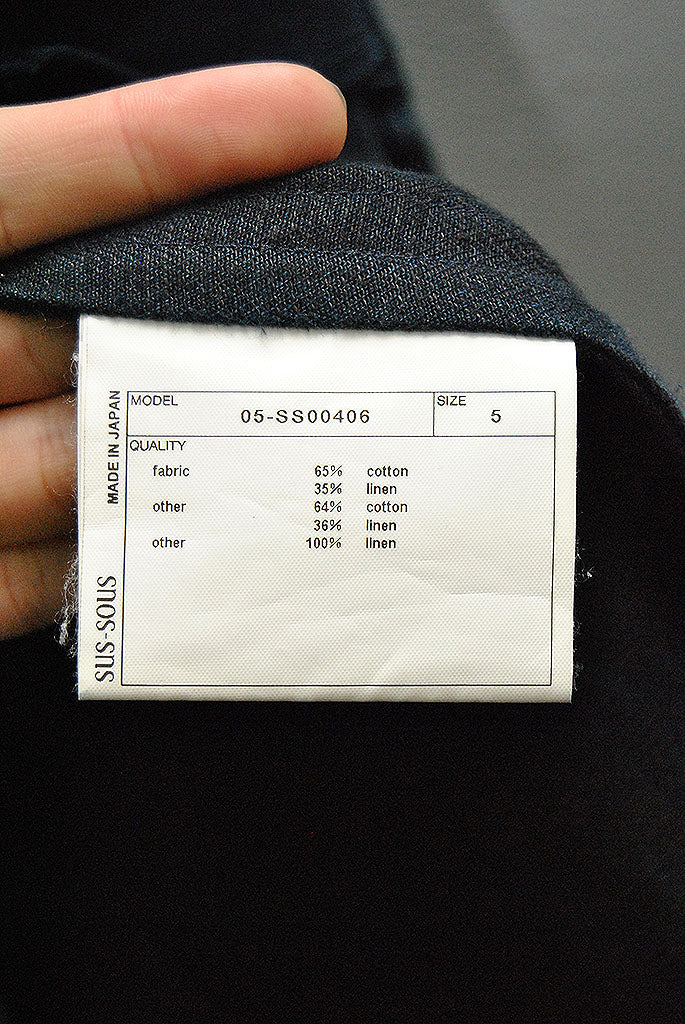 MODEL
05-SS00406
SIZE
5
QUALITY
fabric 65% cotton
35% linen
other 64% cotton
36% linen
other 100% linen
MADE IN JAPAN
SUS-SOUS